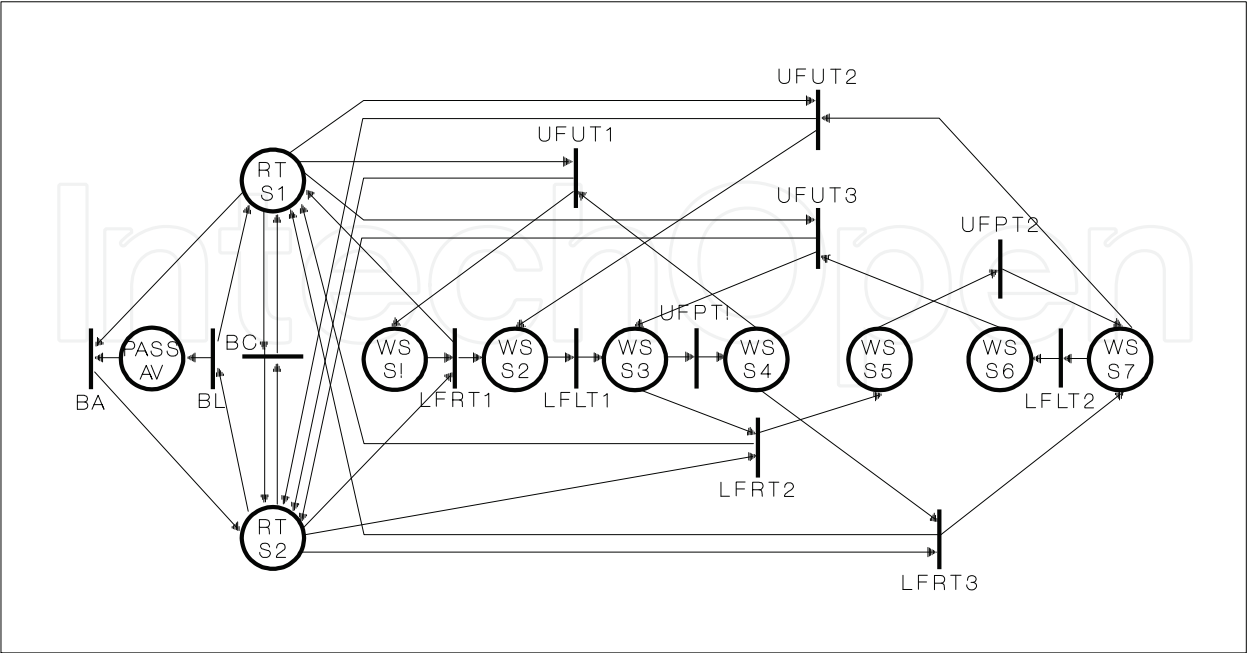 UFUT2
UFUT1
RT
S1
UFUT3
UFPT2
UFPT!
BC
PASS
AV
WS
S!
WS
S2
WS
S3
WS
S4
WS
S5
WS
S6
WS
S7
BA
BL
LFRT1
LFLT1
LFLT2
LFRT2
RT
S2
LFRT3
IntechOpen